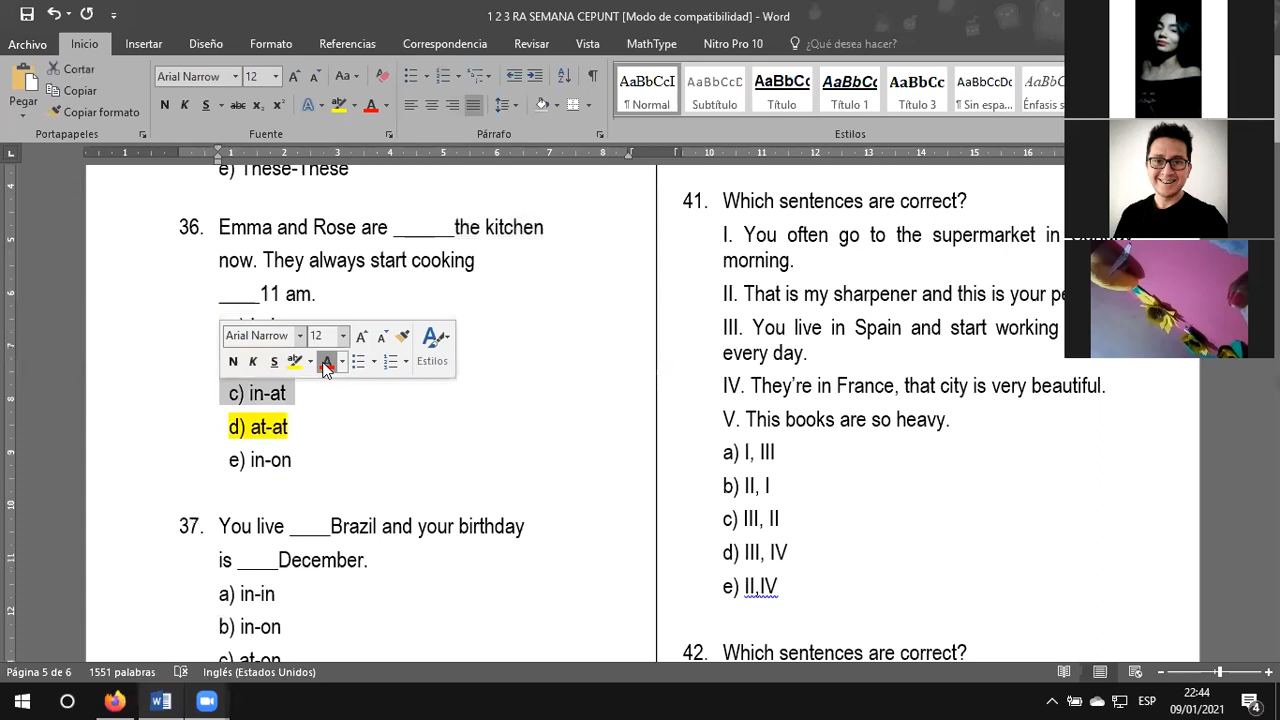 1 2 3 RA SEMANA CEPUNT [Modo de compatibilidad] - Word
Archivo Inicio Insertar Diseño Formato Referencias Correspondencia Revisar Vista MathType Nitro Pro 10 ¿Qué desea hacer?
Pegar
Cortar
Copiar
Copiar formato
Portapapeles
Arial Narrow 12
Fuente
Párrafo
AaBbCcI AaBbCcD AaBbCc AaBbCc AaBbCc AaBbCcDc AaBbCcD
¶ Normal Subtítulo Título Título 1 Título 3 ¶ Sin espa... Énfasis s
Estilos
e) These-These
36. Emma and Rose are ______the kitchen
now. They always start cooking
____11 am.
Arial Narrow 12
N K S Estilos
c) in-at
d) at-at
e) in-on
37. You live ____Brazil and your birthday
is ____December.
a) in-in
b) in-on
c) at-on
41. Which sentences are correct?
I. You often go to the supermarket in
morning.
II. That is my sharpener and this is your
III. You live in Spain and start working
every day.
IV. They're in France, that city is very beautiful.
V. This books are so heavy.
a) I, III
b) II, I
c) III, II
d) III, IV
e) II,IV
42. Which sentences are correct?
Página 5 de 6 1551 palabras Inglés (Estados Unidos)
ESP
22:44
09/01/2021
4